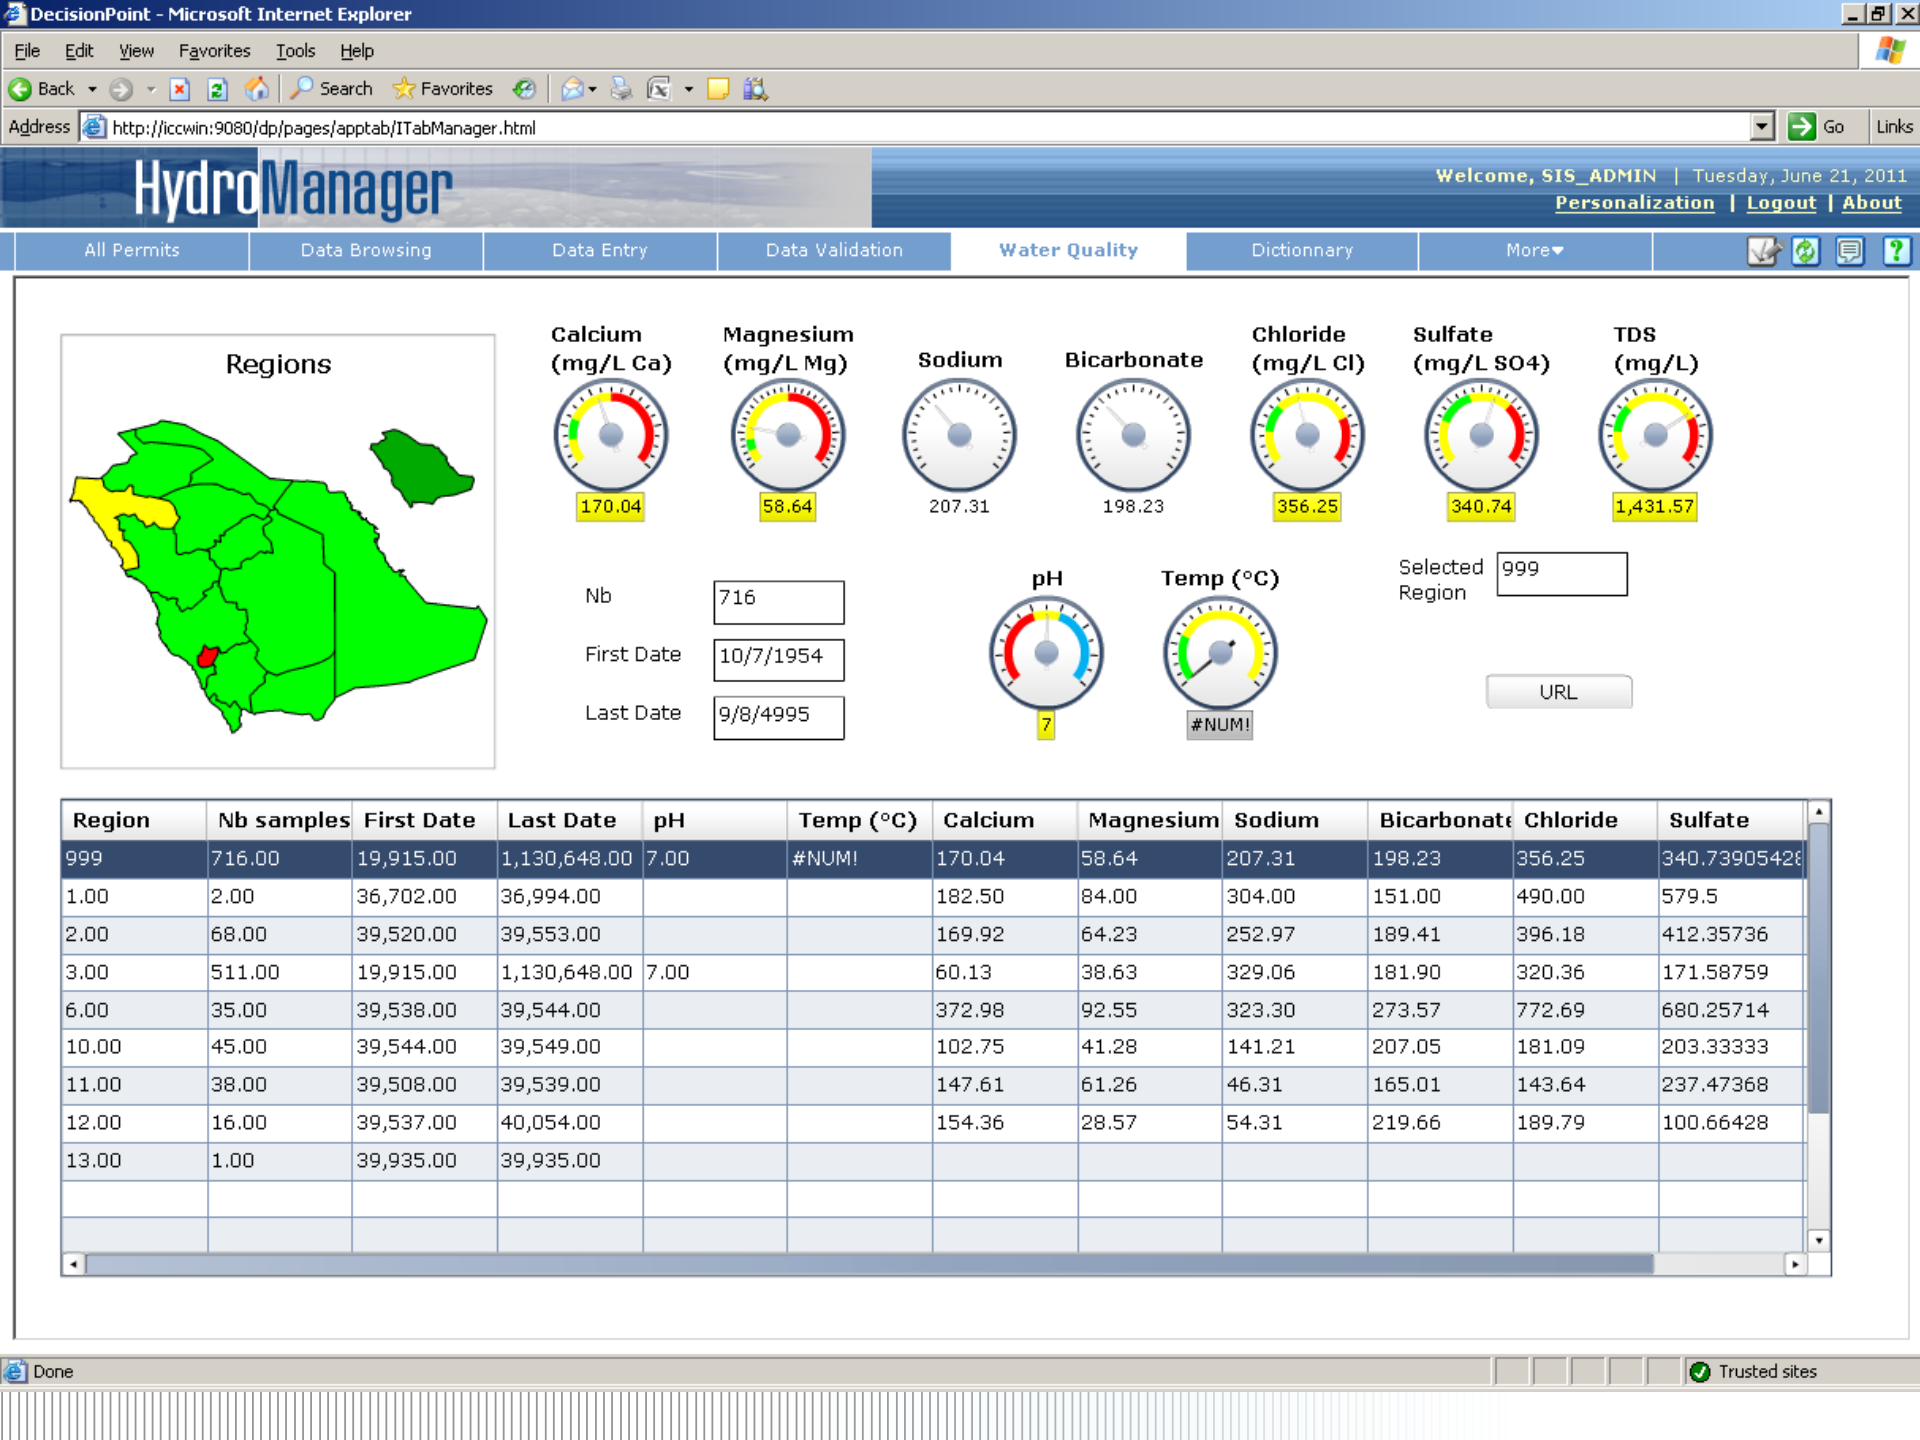 DecisionPoint - Microsoft Internet Explorer
File Edit View Favorites Tools Help
Back Search Favorites
Address http://iccwin:9080/dp/pages/apptab/ITabManager.html Go Links
HydroManager
Welcome, SIS_ADMIN | Tuesday, June 21, 2011
Personalization | Logout | About
All Permits Data Browsing Data Entry Data Validation Water Quality Dictionnary More
Regions
Calcium (mg/L Ca)
170.04
Magnesium (mg/L Mg)
58.64
Sodium
207.31
Bicarbonate
198.23
Chloride (mg/L Cl)
356.25
Sulfate (mg/L SO4)
340.74
TDS (mg/L)
1,431.57
Nb 716
First Date 10/7/1954
Last Date 9/8/4995
pH
7
Temp (°C)
#NUM!
Selected Region 999
URL
Region Nb samples First Date Last Date pH Temp (°C) Calcium Magnesium Sodium Bicarbonate Chloride Sulfate
999 716.00 19,915.00 1,130,648.00 7.00 #NUM! 170.04 58.64 207.31 198.23 356.25 340.73905428
1.00 2.00 36,702.00 36,994.00 182.50 84.00 304.00 151.00 490.00 579.5
2.00 68.00 39,520.00 39,553.00 169.92 64.23 252.97 189.41 396.18 412.35736
3.00 511.00 19,915.00 1,130,648.00 7.00 60.13 38.63 329.06 181.90 320.36 171.58759
6.00 35.00 39,538.00 39,544.00 372.98 92.55 323.30 273.57 772.69 680.25714
10.00 45.00 39,544.00 39,549.00 102.75 41.28 141.21 207.05 181.09 203.33333
11.00 38.00 39,508.00 39,539.00 147.61 61.26 46.31 165.01 143.64 237.47368
12.00 16.00 39,537.00 40,054.00 154.36 28.57 54.31 219.66 189.79 100.66428
13.00 1.00 39,935.00 39,935.00
Done Trusted sites